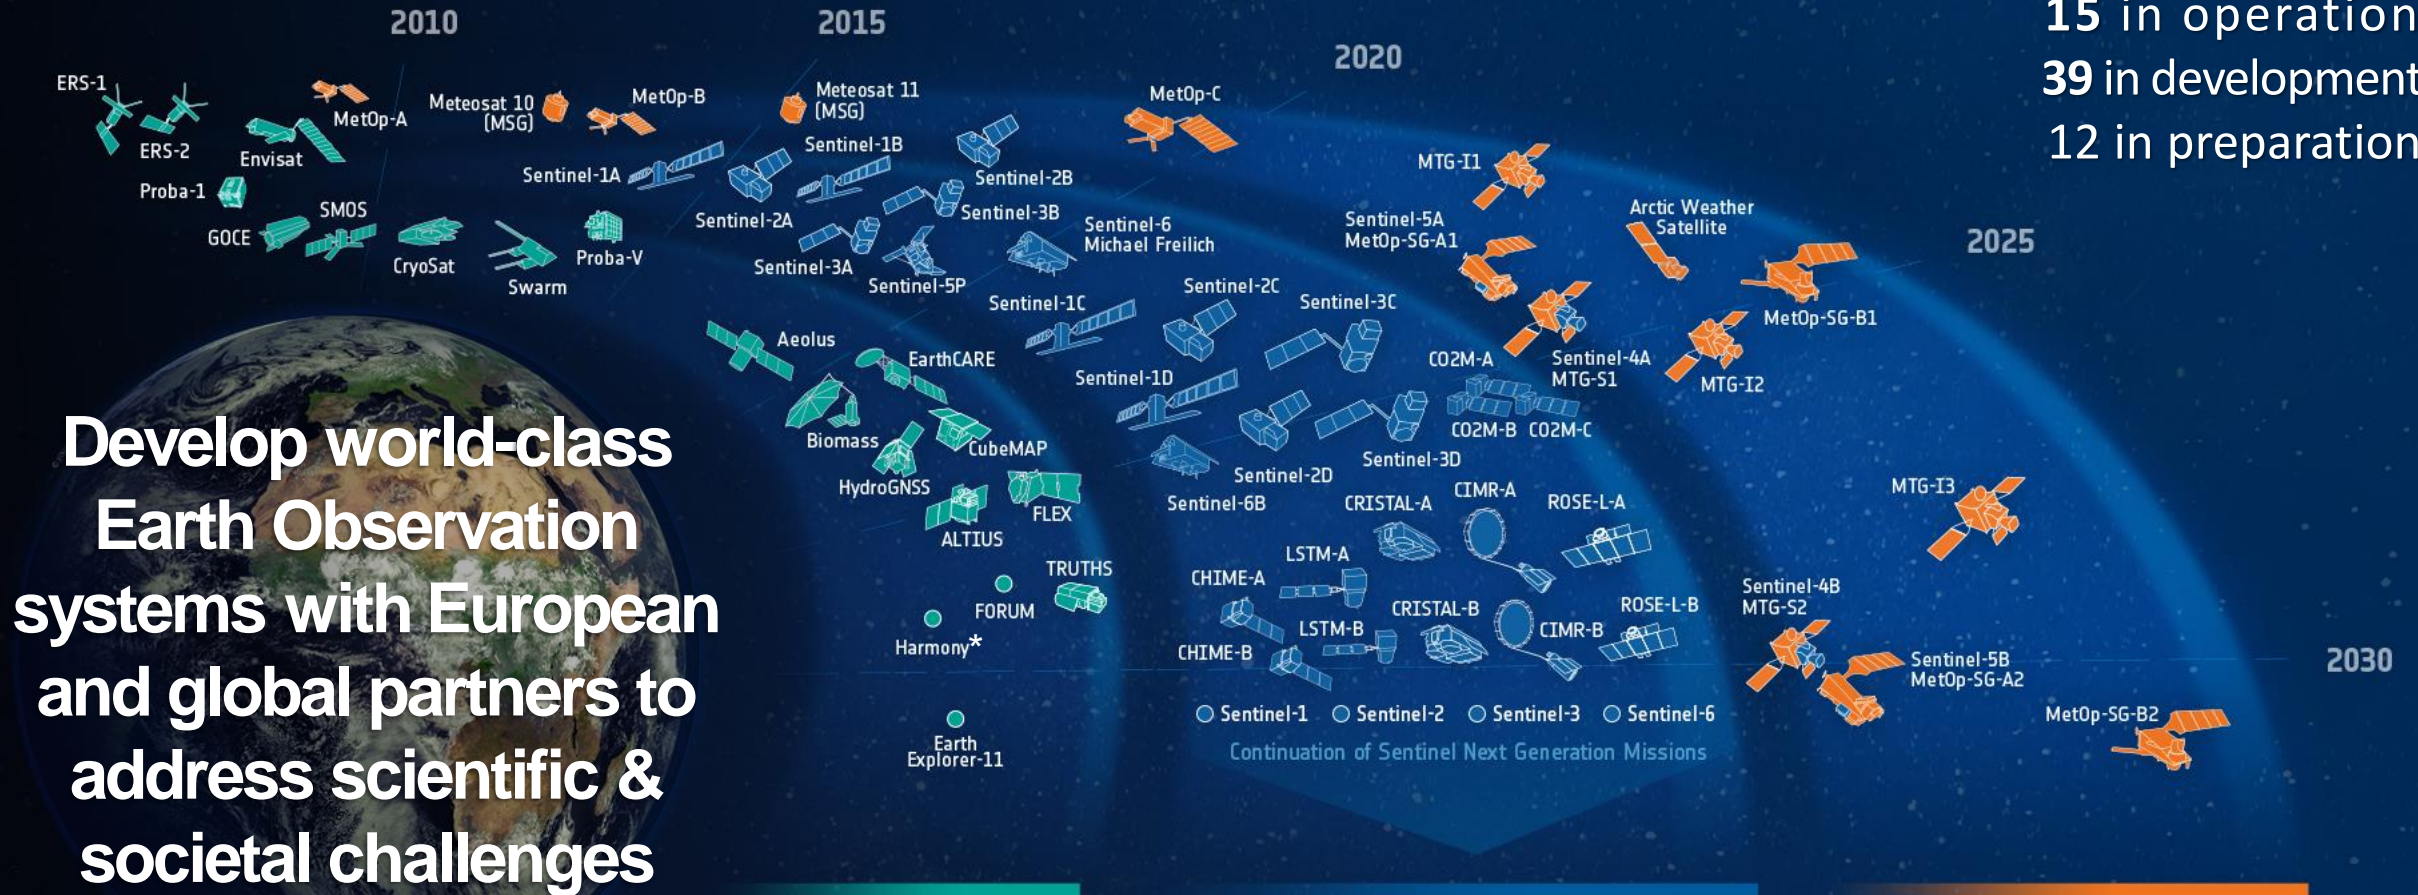 2010
2015
2020
2025
2030
15 in operation
39 in development
12 in preparation
ERS-1
ERS-2
MetOp-A
Envisat
Proba-1
GOCE
SMOS
CryoSat
Swarm
Proba-V
Meteosat 10
(MSG)
MetOp-B
Meteosat 11
(MSG)
MetOp-C
Sentinel-1A
Sentinel-1B
Sentinel-2A
Sentinel-2B
Sentinel-3A
Sentinel-3B
Sentinel-5P
Sentinel-6
Michael Freilich
MTG-I1
Sentinel-5A
MetOp-SG-A1
Arctic Weather
Satellite
MetOp-SG-B1
Sentinel-4A
MTG-S1
MTG-I2
Sentinel-1C
Sentinel-2C
Sentinel-3C
Sentinel-1D
CO2M-A
CO2M-B
CO2M-C
Sentinel-2D
Sentinel-3D
Sentinel-6B
Aeolus
EarthCARE
Biomass
CubeMAP
HydroGNSS
FLEX
ALTIUS
TRUTHS
FORUM
Harmony*
Earth
Explorer-11
CRISTAL-A
CIMR-A
ROSE-L-A
LSTM-A
CHIME-A
CRISTAL-B
ROSE-L-B
LSTM-B
CIMR-B
CHIME-B
MTG-I3
Sentinel-4B
MTG-S2
Sentinel-5B
MetOp-SG-A2
MetOp-SG-B2
Sentinel-1
Sentinel-2
Sentinel-3
Sentinel-6
Continuation of Sentinel Next Generation Missions
Develop world-class
Earth Observation
systems with European
and global partners to
address scientific &
societal challenges